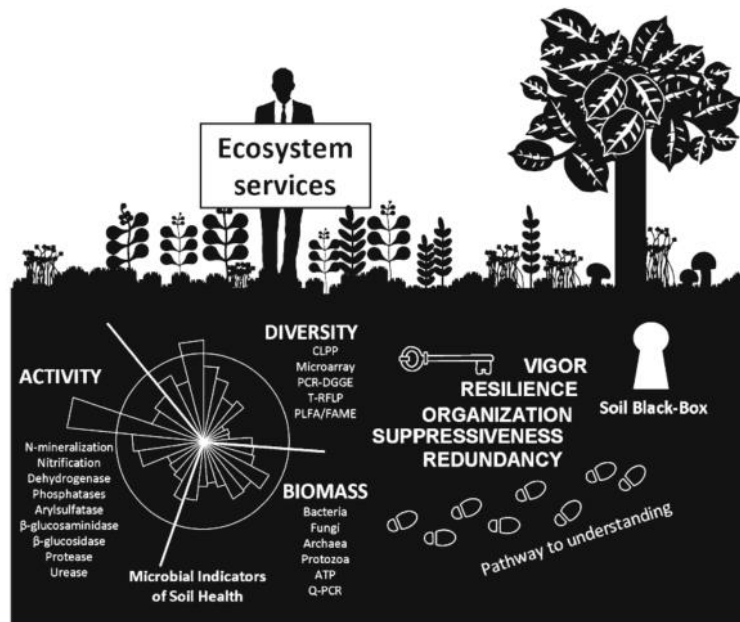 Ecosystem
services
ACTIVITY
N-mineralization
Nitrification
Dehydrogenase
Phosphatases
Arylsulfatase
β-glucosaminidase
β-glucosidase
Protease
Urease
DIVERSITY
CLPP
Microarray
PCR-DGGE
T-RFLP
PLFA/FAME
BIOMASS
Bacteria
Fungi
Archaea
Protozoa
ATP
Q-PCR
Microbial Indicators
of Soil Health
VIGOR
RESILIENCE
ORGANIZATION
SUPPRESSIVENESS
REDUNDANCY
Soil Black-Box
Pathway to understanding